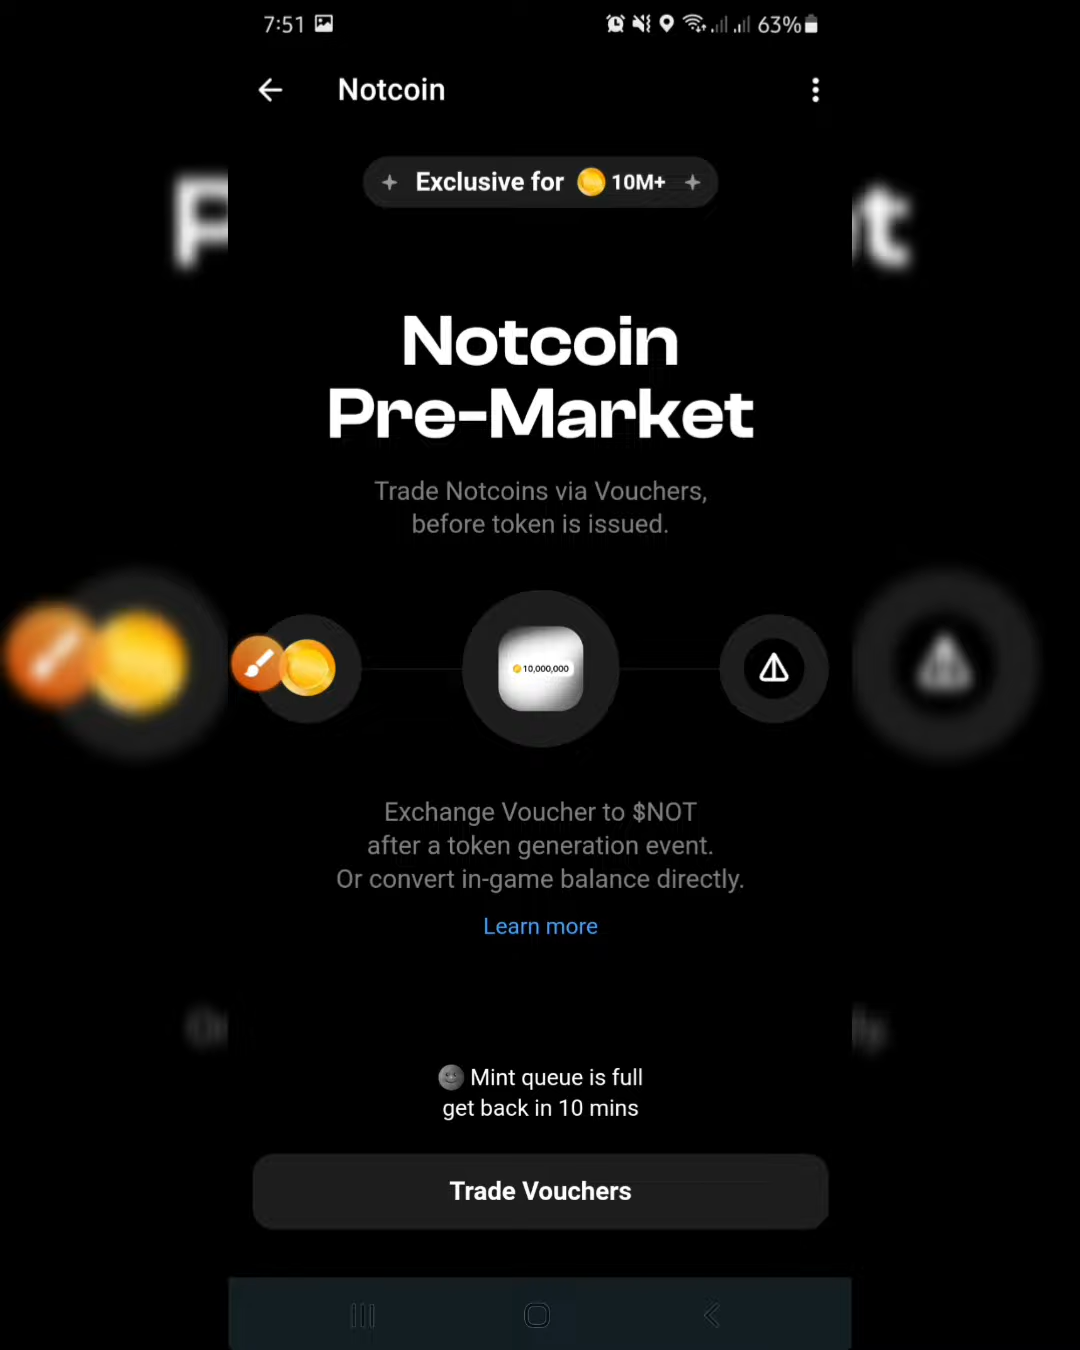 7:51
63%
Notcoin
Exclusive for 10M+
Notcoin
Pre-Market
Trade Notcoins via Vouchers,
before token is issued.
10,000,000
Exchange Voucher to $NOT
after a token generation event.
Or convert in-game balance directly.
Learn more
Mint queue is full
get back in 10 mins
Trade Vouchers